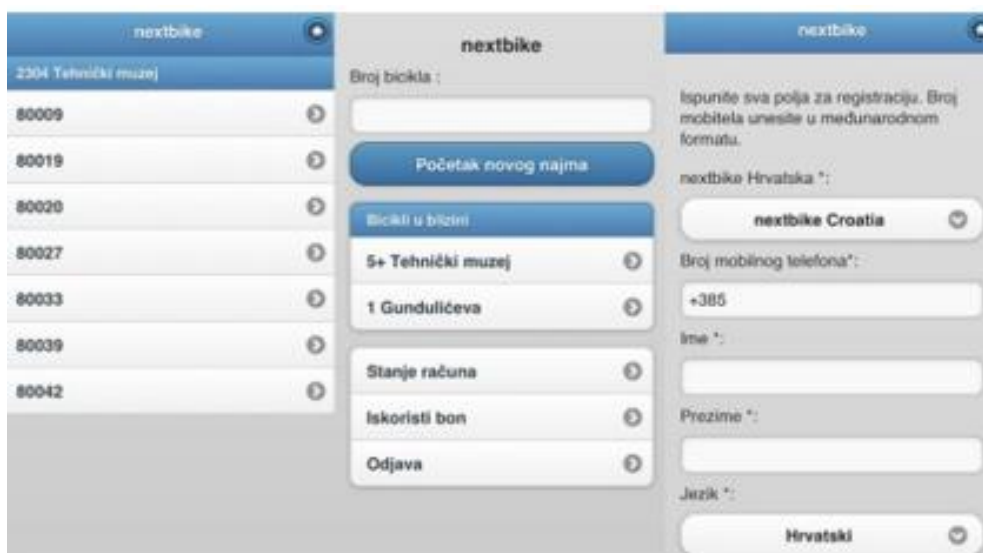 nextbike
2304 Tehnički muzej
80009
80019
80020
80027
80033
80039
80042
nextbike
Broj bicikla :
Početak novog najma
Bicikli u blizini
5+ Tehnički muzej
1 Gundulićeva
Stanje računa
Iskoristi bon
Odjava
nextbike
Ispunite sva polja za registraciju. Broj
mobitela unesite u međunarodnom
formatu.
nextbike Hrvatska *:
nextbike Croatia
Broj mobilnog telefona*:
+385
Ime *:
Prezime *:
Jezik *:
Hrvatski